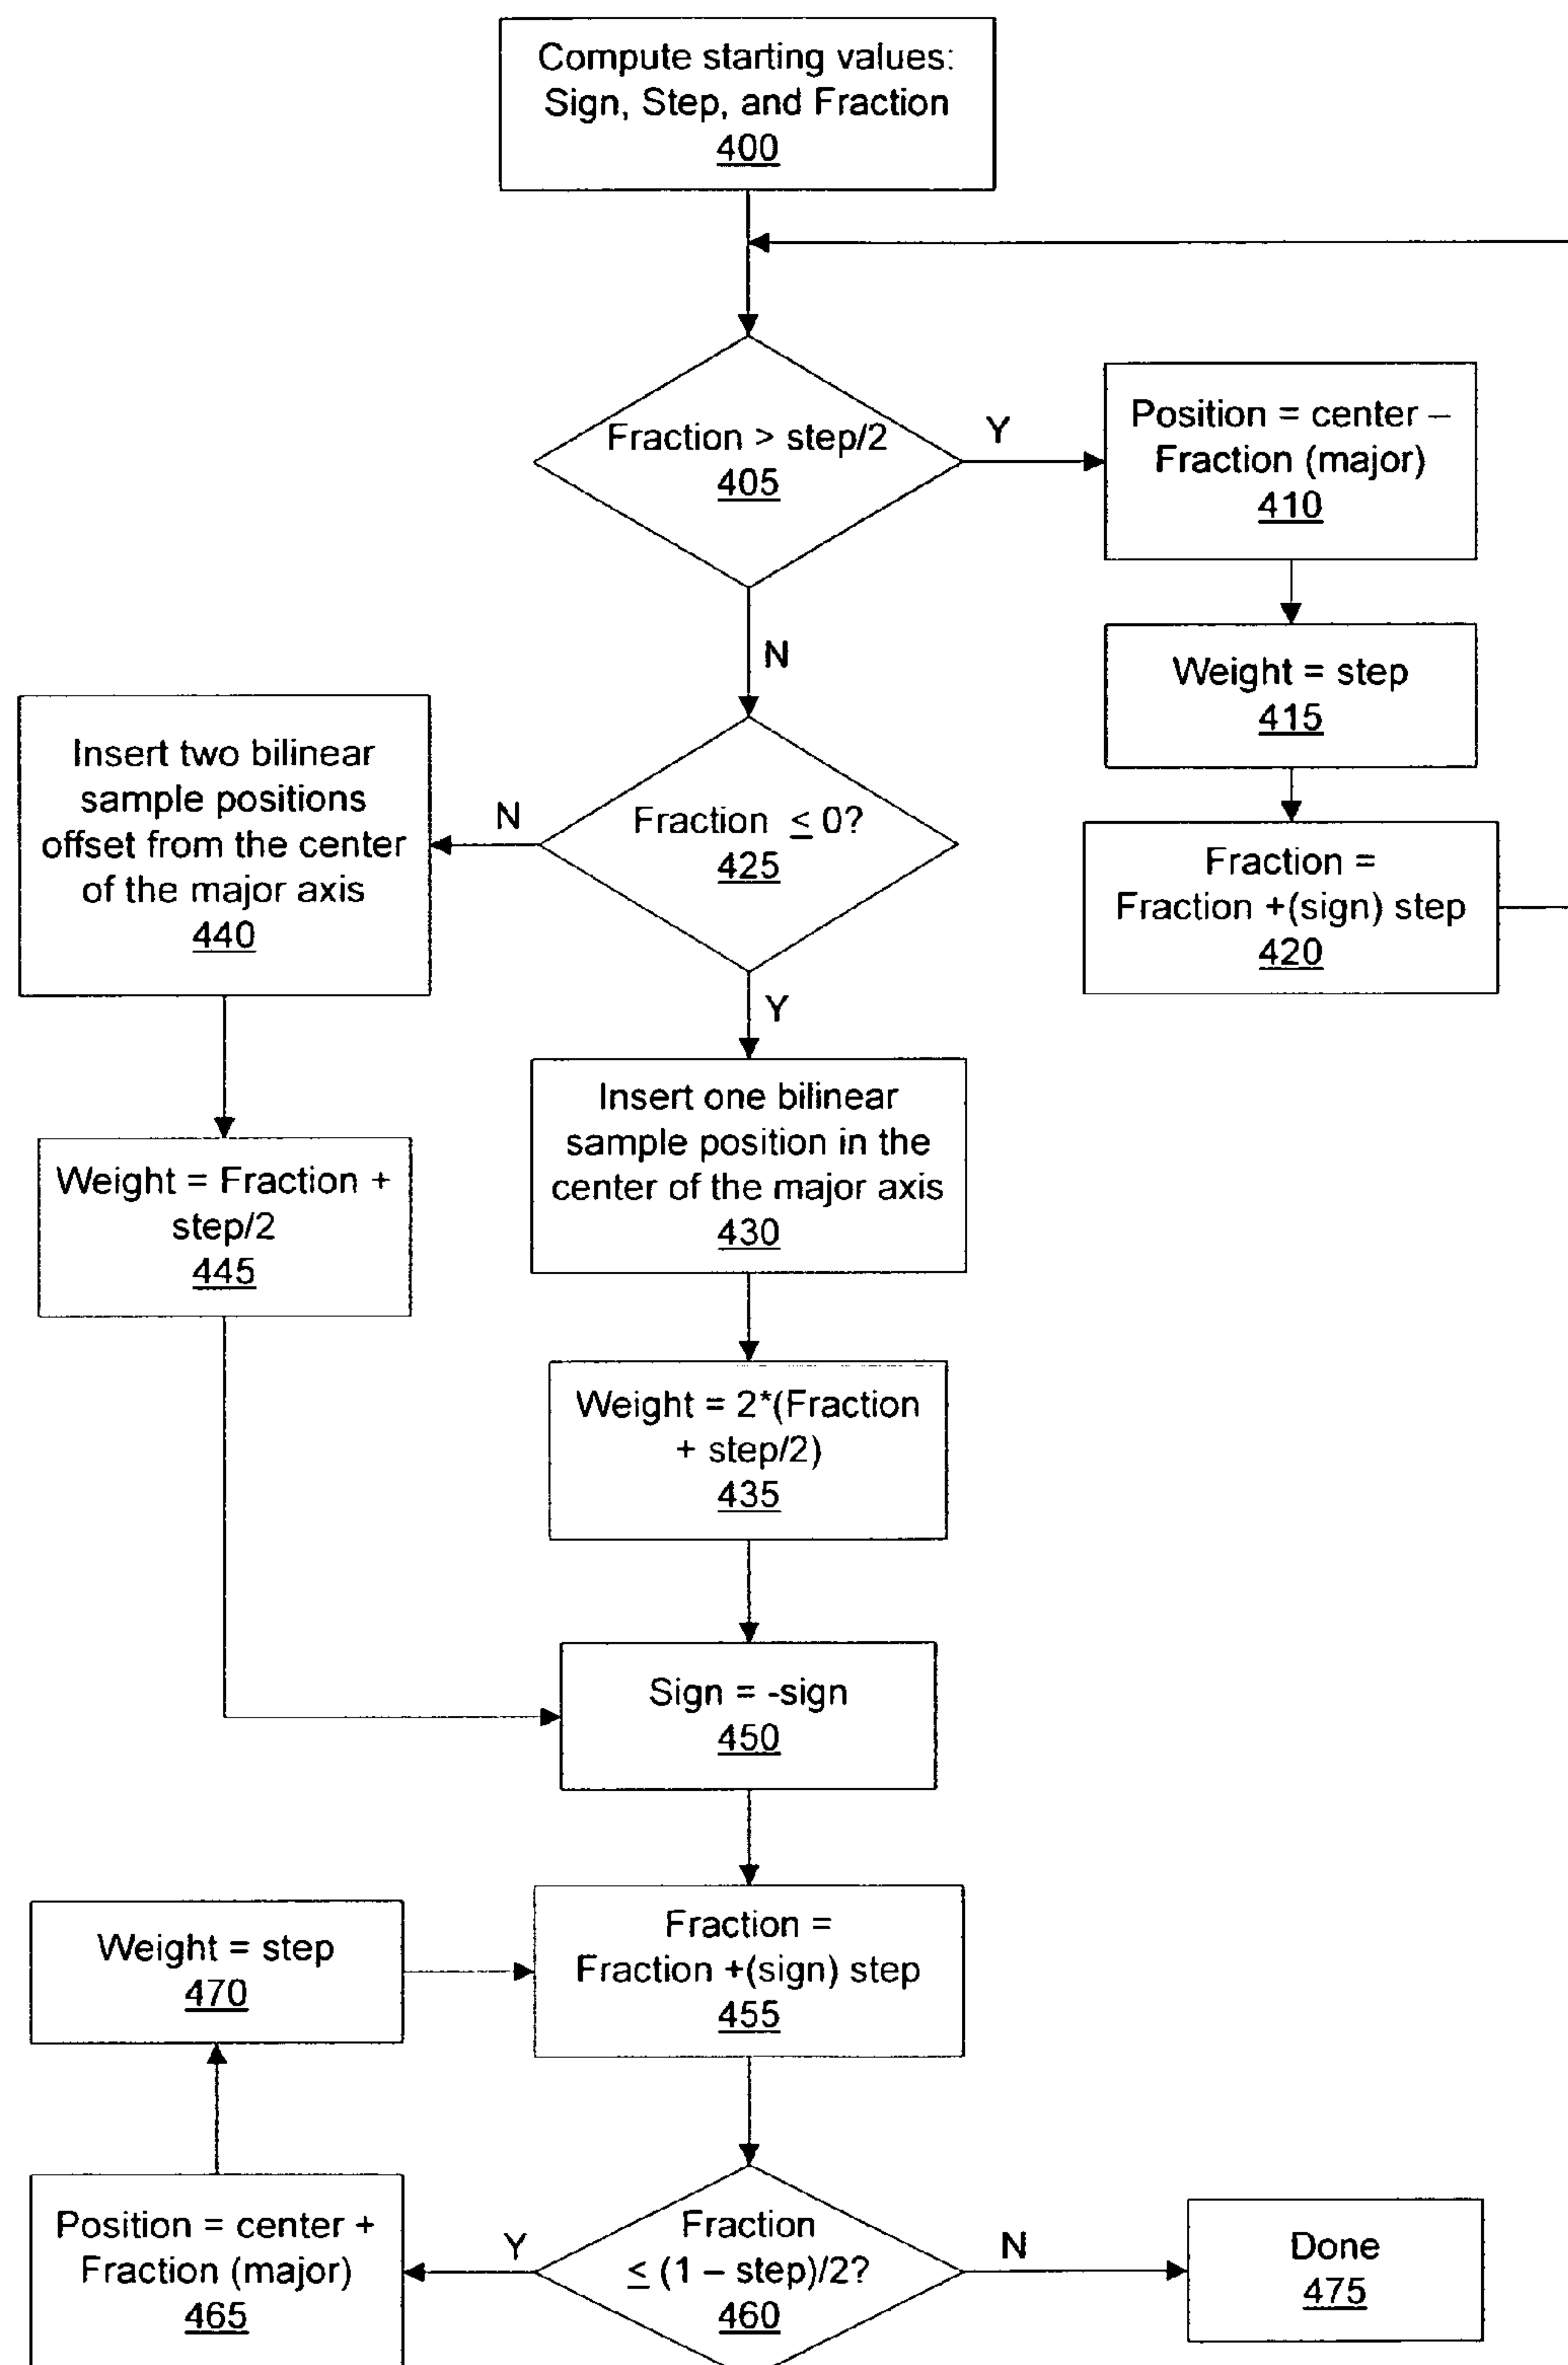 Compute starting values:
Sign, Step, and Fraction
400
Fraction > step/2
405
Y
Position = center –
Fraction (major)
410
N
Weight = step
415
Fraction =
Fraction +(sign) step
420
Fraction ≤ 0?
425
N
Insert two bilinear
sample positions
offset from the center
of the major axis
440
Y
Insert one bilinear
sample position in the
center of the major axis
430
Weight = Fraction +
step/2
445
Weight = 2*(Fraction
+ step/2)
435
Sign = -sign
450
Fraction =
Fraction +(sign) step
455
Weight = step
470
Fraction
≤ (1 – step)/2?
460
Y
Position = center +
Fraction (major)
465
N
Done
475